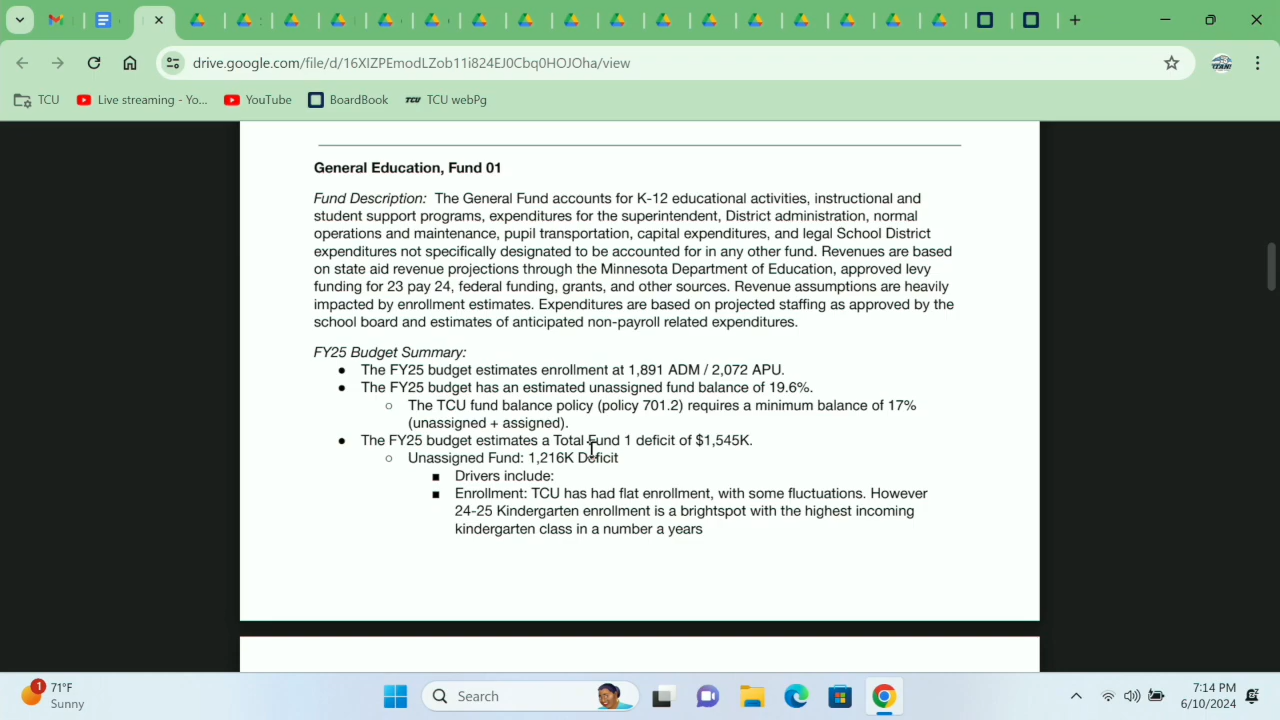 drive.google.com/file/d/16XIZPEmodLZob11i824EJ0Cbq0HOJOha/view
TCU
Live streaming - Yo...
YouTube
BoardBook
TCU TCU webPg
General Education, Fund 01
Fund Description: The General Fund accounts for K-12 educational activities, instructional and
student support programs, expenditures for the superintendent, District administration, normal
operations and maintenance, pupil transportation, capital expenditures, and legal School District
expenditures not specifically designated to be accounted for in any other fund. Revenues are based
on state aid revenue projections through the Minnesota Department of Education, approved levy
funding for 23 pay 24, federal funding, grants, and other sources. Revenue assumptions are heavily
impacted by enrollment estimates. Expenditures are based on projected staffing as approved by the
school board and estimates of anticipated non-payroll related expenditures.
FY25 Budget Summary:
● The FY25 budget estimates enrollment at 1,891 ADM / 2,072 APU.
● The FY25 budget has an estimated unassigned fund balance of 19.6%.
○ The TCU fund balance policy (policy 701.2) requires a minimum balance of 17%
(unassigned + assigned).
● The FY25 budget estimates a Total Fund 1 deficit of $1,545K.
○ Unassigned Fund: 1,216K Deficit
■ Drivers include:
■ Enrollment: TCU has had flat enrollment, with some fluctuations. However
24-25 Kindergarten enrollment is a brightspot with the highest incoming
kindergarten class in a number a years
1
71°F
Sunny
Search
7:14 PM
6/10/2024